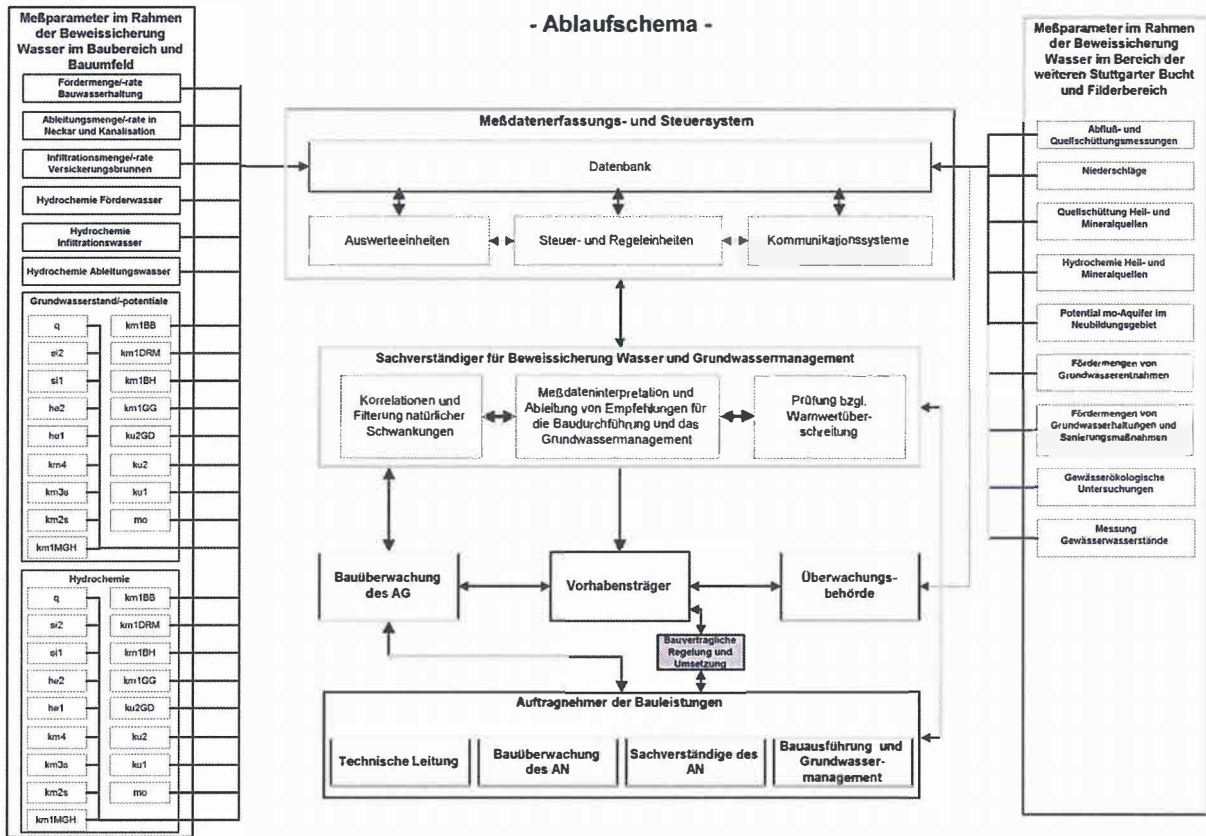 - Ablaufschema -
Meßparameter im Rahmen
der Beweissicherung
Wasser im Baubereich und
Bauumfeld
Fördermenge/-rate
Bauwasserhaltung
Ableitungsmenge/-rate in
Neckar und Kanalisation
Infiltrationsmenge/-rate
Versickerungsbrunnen
Hydrochemie Förderwasser
Hydrochemie
Infiltrationswasser
Hydrochemie Ableitungswasser
Grundwasserstand/-potentiale
q
km1BB
si2
km1DRM
si1
km1BH
he2
km1GG
he1
ku2GD
km4
ku2
km3s
ku1
km2s
mo
km1MGH
Hydrochemie
q
km1BB
si2
km1DRM
si1
km1BH
he2
km1GG
he1
ku2GD
km4
ku2
km3s
ku1
km2s
mo
km1MGH
Meßdatenerfassungs- und Steuersystem
Datenbank
Auswerteeinheiten
Steuer- und Regeleinheiten
Kommunikationssysteme
Sachverständiger für Beweissicherung Wasser und Grundwassermanagement
Korrelationen und
Filterung natürlicher
Schwankungen
Meßdateninterpretation und
Ableitung von Empfehlungen für
die Baudurchführung und das
Grundwassermanagement
Prüfung bzgl.
Warnwertüber-
schreitung
Bauüberwachung
des AG
Vorhabensträger
Überwachungs-
behörde
Bauvertragliche
Regelung und
Umsetzung
Auftragnehmer der Bauleistungen
Technische Leitung
Bauüberwachung
des AN
Sachverständige des
AN
Bauausführung und
Grundwasser-
management
Meßparameter im Rahmen
der Beweissicherung
Wasser im Bereich der
weiteren Stuttgarter Bucht
und Filderbereich
Abfluß- und
Quellschüttungsmessungen
Niederschläge
Quellschüttung Heil- und
Mineralquellen
Hydrochemie Heil- und
Mineralquellen
Potential mo-Aquifer im
Neubildungsgebiet
Fördermengen von
Grundwasserentnahmen
Fördermengen von
Grundwasserhaltungen und
Sanierungsmaßnahmen
Gewässerökologische
Untersuchungen
Messung
Gewässerwasserstände